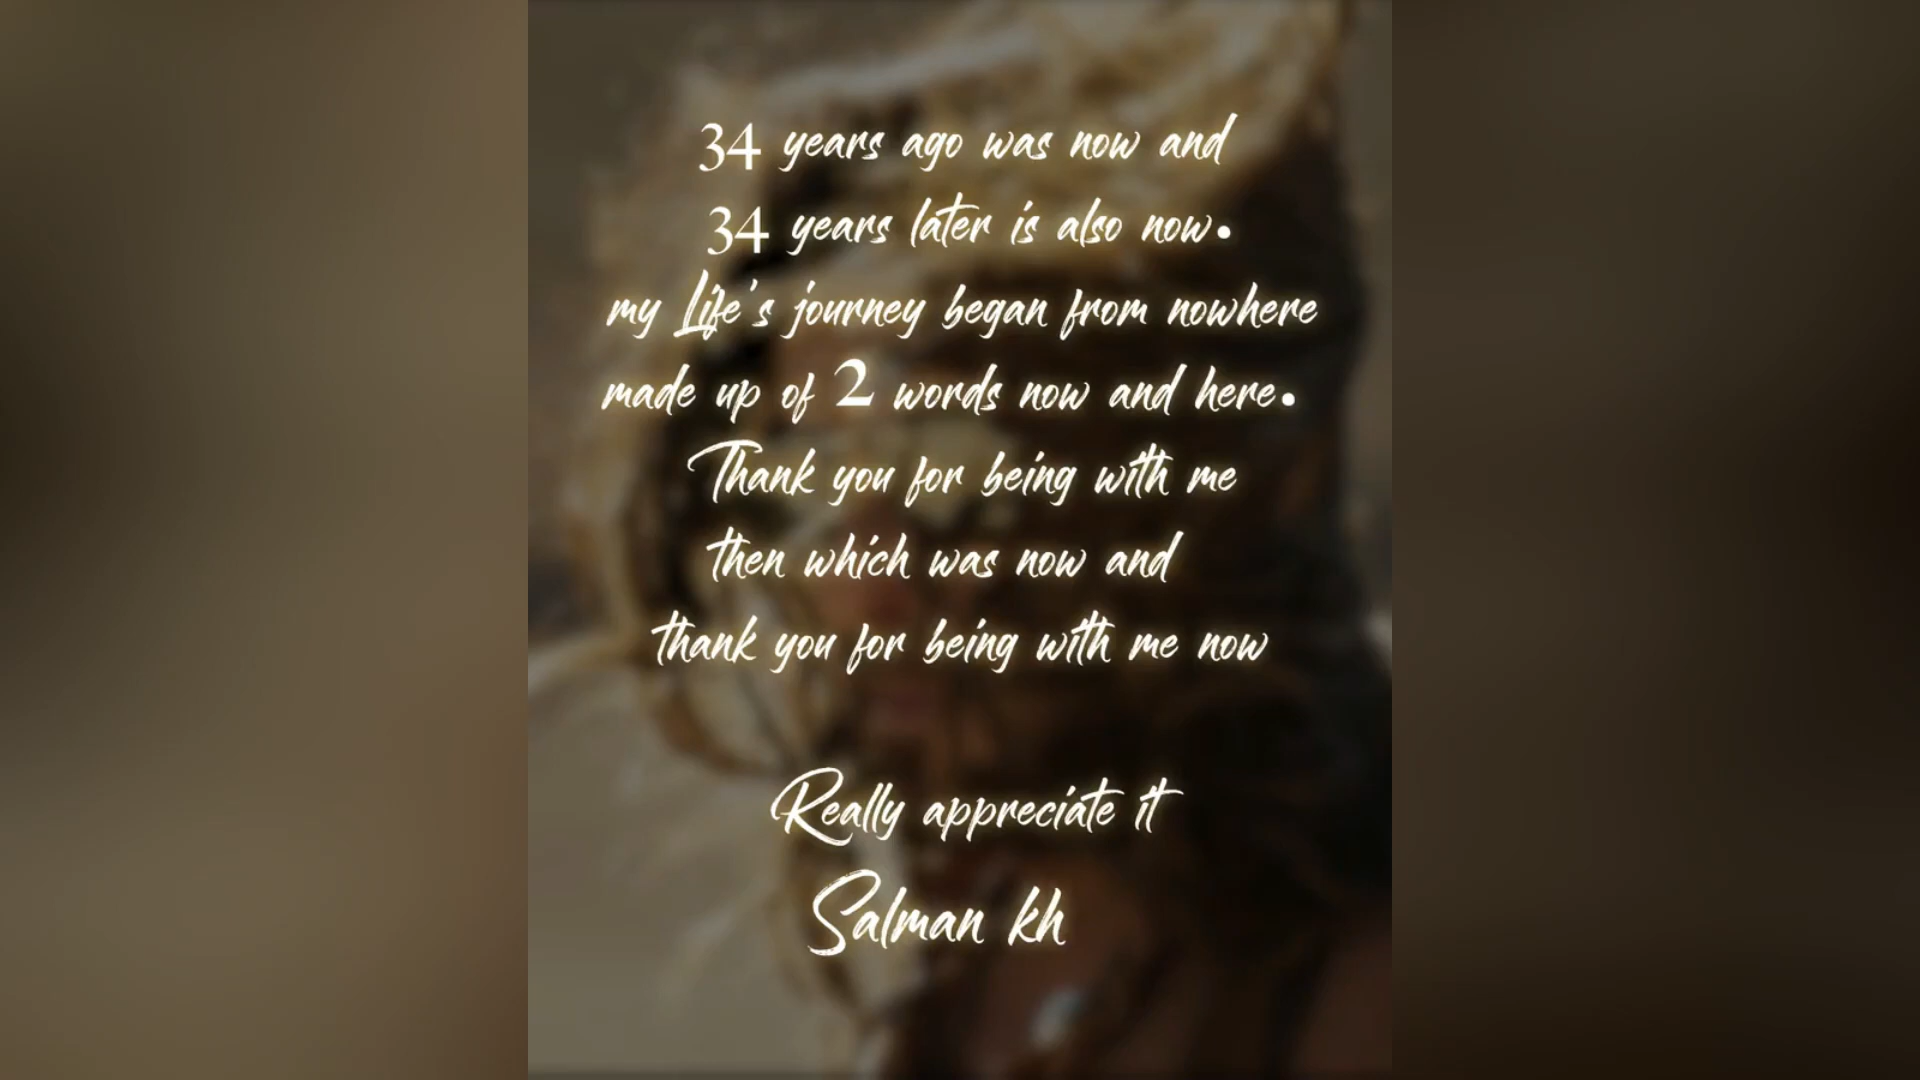 34 years ago was now and
34 years later is also now.
my Life's journey began from nowhere
made up of 2 words now and here.
Thank you for being with me
then which was now and
thank you for being with me now
Really appreciate it
Salman kh